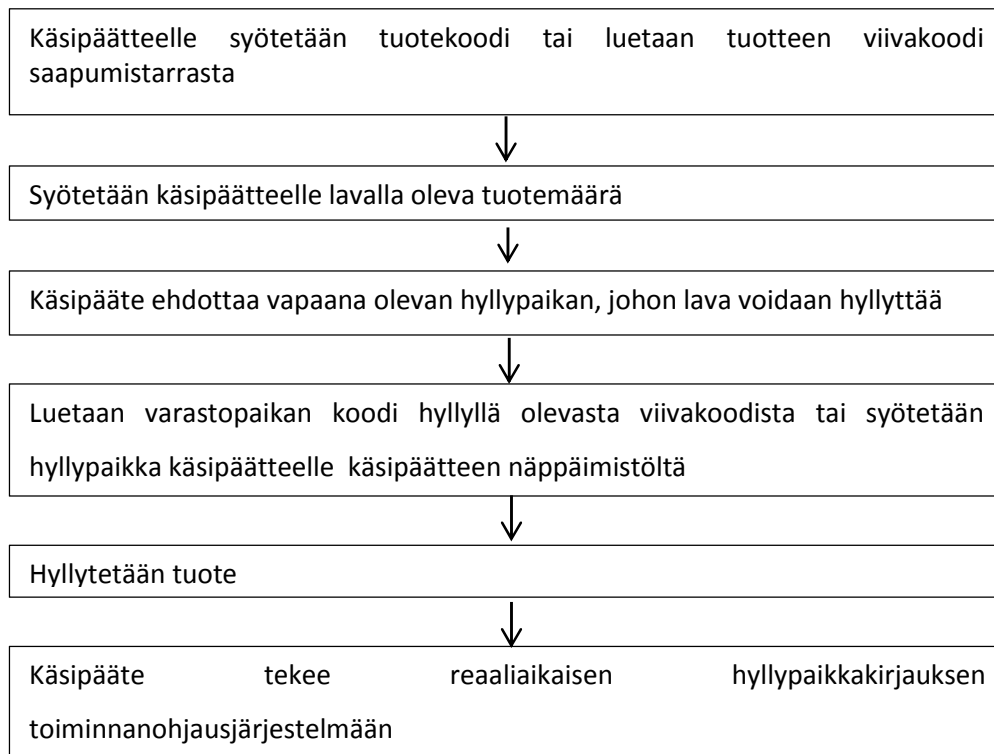 Käsipäätteelle syötetään tuotekoodi tai luetaan tuotteen viivakoodi
saapumistarrasta
Syötetään käsipäätteelle lavalla oleva tuotemäärä
Käsipääte ehdottaa vapaana olevan hyllypaikan, johon lava voidaan hyllyttää
Luetaan varastopaikan koodi hyllyllä olevasta viivakoodista tai syötetään
hyllypaikka käsipäätteelle käsipäätteen näppäimistöltä
Hyllytetään tuote
Käsipääte tekee reaaliaikaisen hyllypaikkakirjauksen
toiminnanohjausjärjestelmään